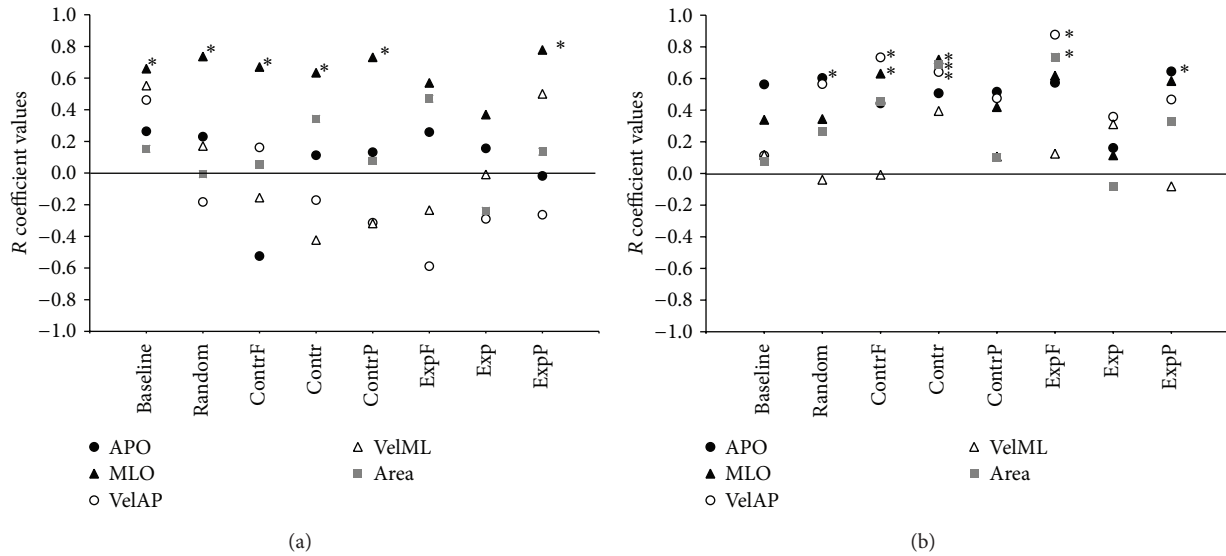 1.0
0.8
0.6
0.4
0.2
0.0
−0.2
−0.4
−0.6
−0.8
−1.0
R coefficient values
* * * * * *
Baseline
Random
ContrF
Contr
ContrP
ExpF
Exp
ExpP
APO
MLO
VelAP
VelML
Area
(a)
1.0
0.8
0.6
0.4
0.2
0.0
−0.2
−0.4
−0.6
−0.8
−1.0
R coefficient values
* * * * * * * * *
Baseline
Random
ContrF
Contr
ContrP
ExpF
Exp
ExpP
APO
MLO
VelAP
VelML
Area
(b)